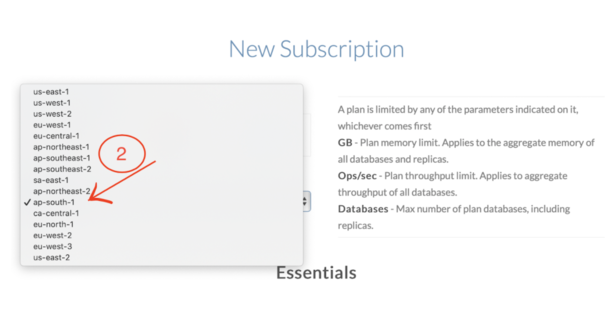 New Subscription
us-east-1
us-west-1
us-west-2
eu-west-1
eu-central-1
ap-northeast-1
ap-southeast-1
ap-southeast-2
sa-east-1
ap-northeast-2
✓ ap-south-1
ca-central-1
eu-north-1
eu-west-2
eu-west-3
us-east-2
2
A plan is limited by any of the parameters indicated on it,
whichever comes first
GB - Plan memory limit. Applies to the aggregate memory of
all databases and replicas.
Ops/sec - Plan throughput limit. Applies to aggregate
throughput of all databases.
Databases - Max number of plan databases, including
replicas.
Essentials